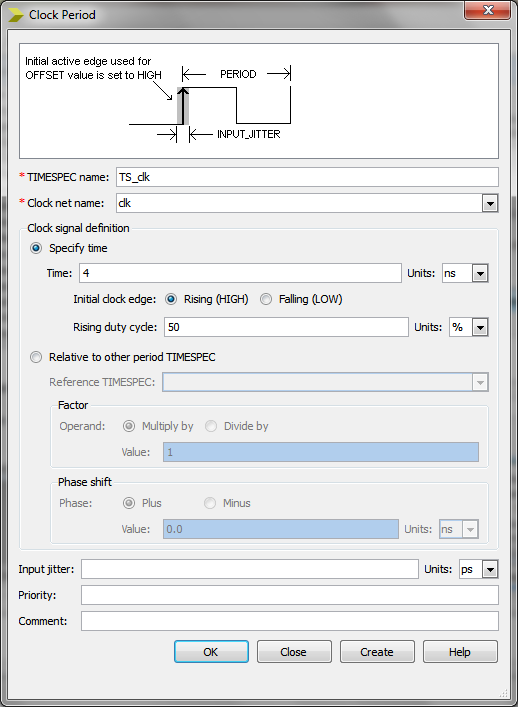 Clock Period
Initial active edge used for
OFFSET value is set to HIGH
PERIOD
INPUT_JITTER
* TIMESPEC name: TS_clk
* Clock net name: clk
Clock signal definition
Specify time
Time: 4 Units: ns
Initial clock edge: Rising (HIGH) Falling (LOW)
Rising duty cycle: 50 Units: %
Relative to other period TIMESPEC
Reference TIMESPEC:
Factor
Operand: Multiply by Divide by
Value: 1
Phase shift
Phase: Plus Minus
Value: 0.0 Units: ns
Input jitter: Units: ps
Priority:
Comment:
OK Close Create Help